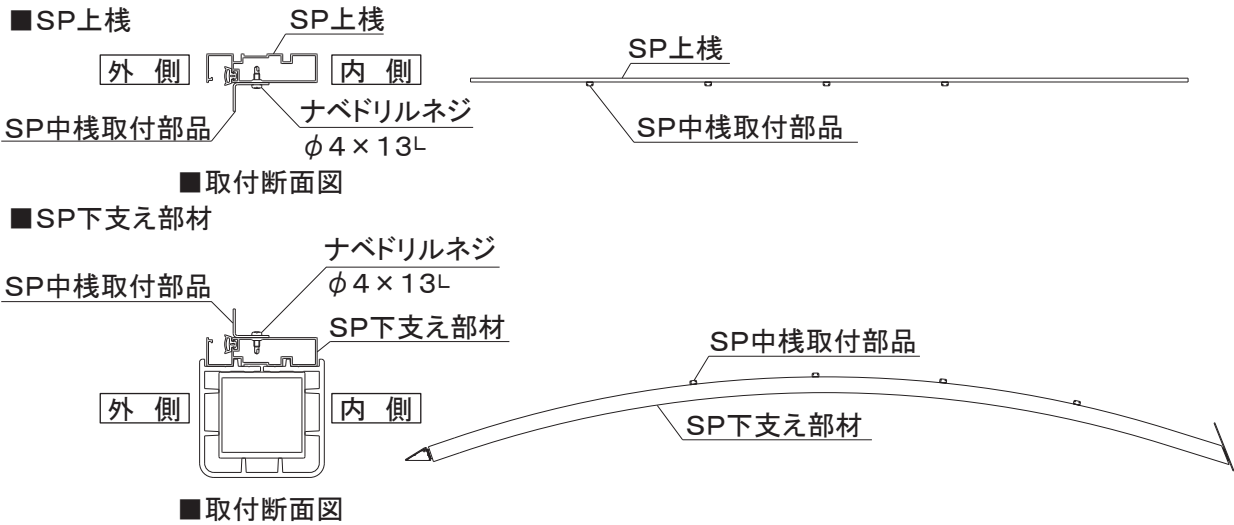 ■SP上桟
SP上桟
外 側
内 側
SP中桟取付部品
ナベドリルネジ
φ4×13L
■取付断面図
SP上桟
SP中桟取付部品
■SP下支え部材
ナベドリルネジ
φ4×13L
SP中桟取付部品
SP下支え部材
外 側
内 側
■取付断面図
SP中桟取付部品
SP下支え部材